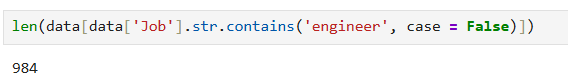 len(data[data['Job'].str.contains('engineer', case = False)])
984